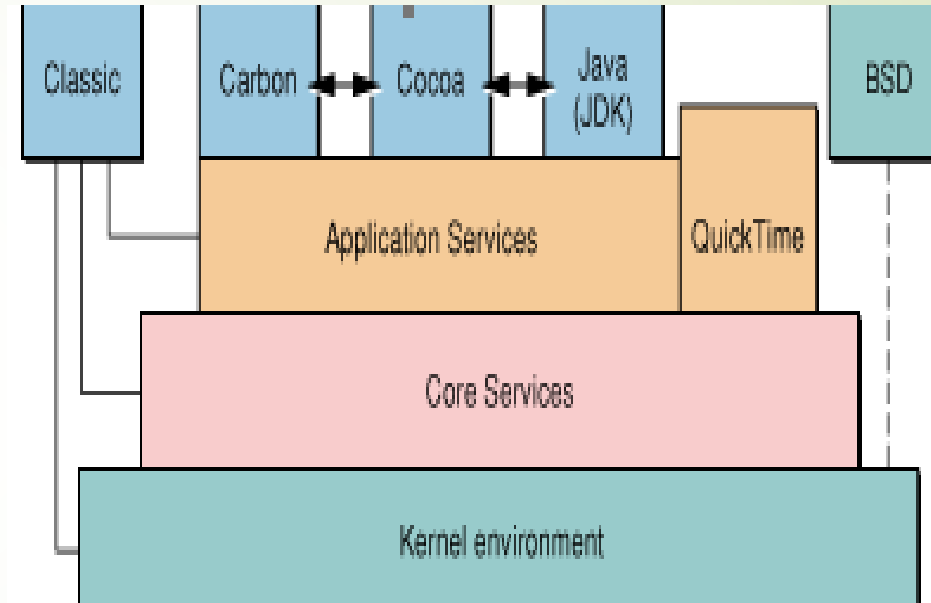 Classic
Carbon
Cocoa
Java
(JDK)
BSD
Application Services
QuickTime
Core Services
Kernel environment